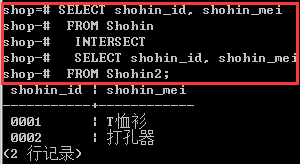 shop=# SELECT shohin_id, shohin_mei
shop-#  FROM Shohin
shop-#   INTERSECT
shop-#   SELECT shohin_id, shohin_mei
shop-#  FROM Shohin2;
 shohin_id | shohin_mei
-----------+------------
 0001      | T恤衫
 0002      | 打孔器
(2 行记录)